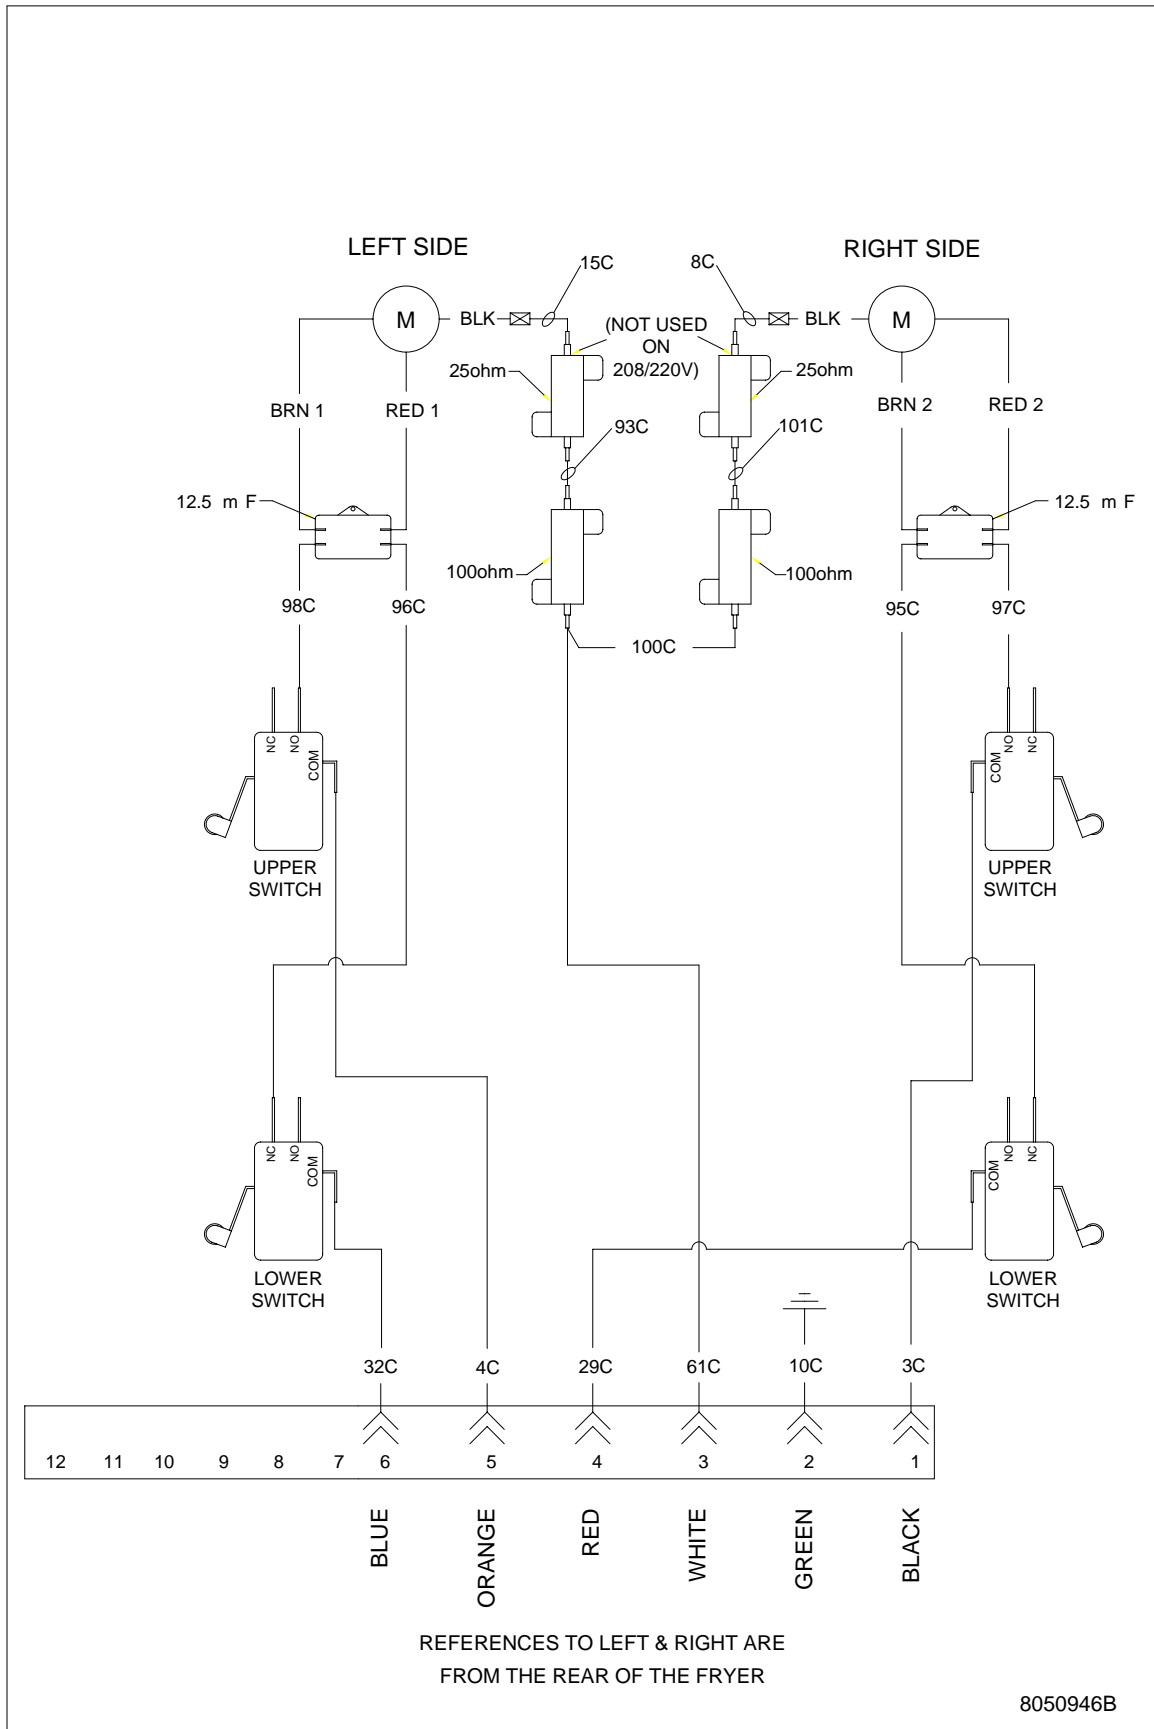 LEFT SIDE
RIGHT SIDE
15C
8C
M
BLK
(NOT USED
ON
208/220V)
BLK
M
25ohm
25ohm
BRN 1
RED 1
BRN 2
RED 2
93C
101C
12.5 m F
12.5 m F
100ohm
100ohm
98C
96C
95C
97C
100C
NC
NO
COM
COM
NO
NC
UPPER
SWITCH
UPPER
SWITCH
NC
NO
COM
COM
NO
NC
LOWER
SWITCH
LOWER
SWITCH
32C
4C
29C
61C
10C
3C
12 11 10 9 8 7 6 5 4 3 2 1
BLUE
ORANGE
RED
WHITE
GREEN
BLACK
REFERENCES TO LEFT & RIGHT ARE
FROM THE REAR OF THE FRYER
8050946B